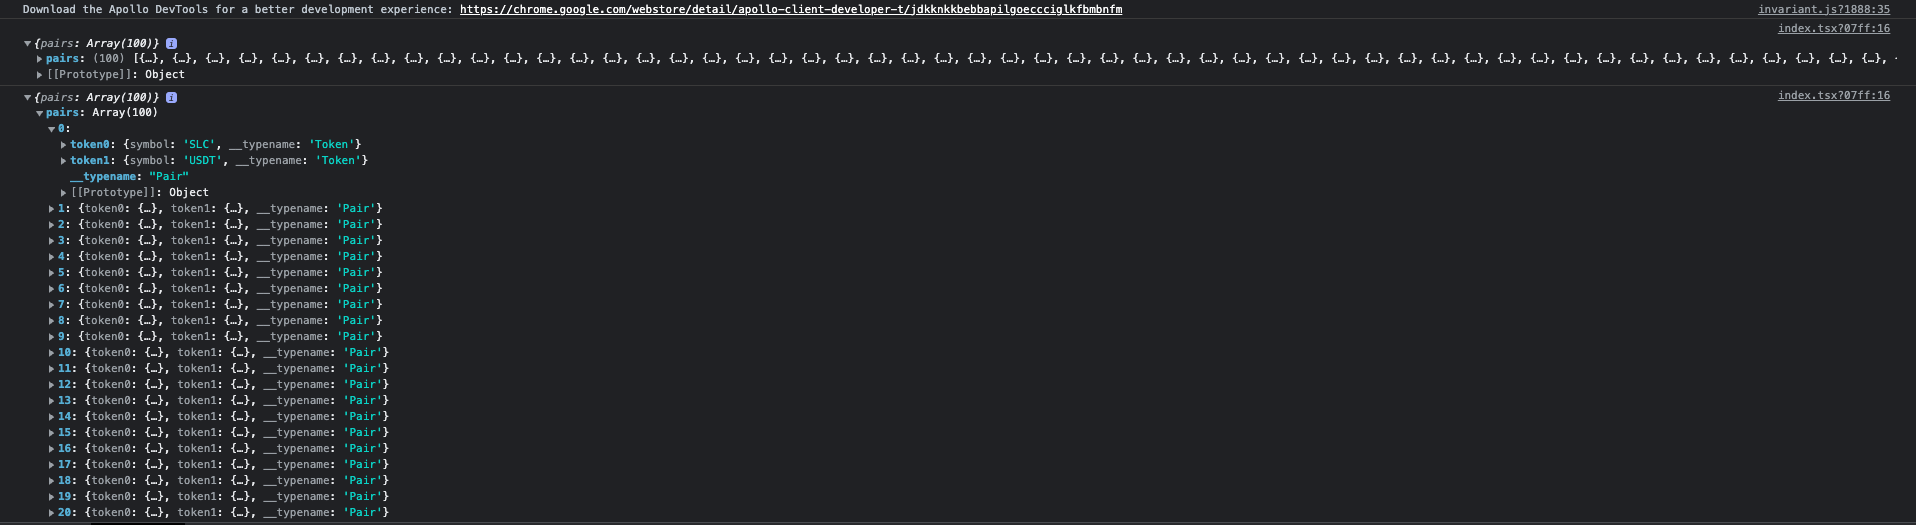 Download the Apollo DevTools for a better development experience: https://chrome.google.com/webstore/detail/apollo-client-developer-t/jdkknkkbebbapilgoeccciglkfbmbnfm invariant.js?1888:35
index.tsx?07ff:16
{pairs: Array(100)} i
pairs: (100) [{…}, {…}, {…}, {…}, {…}, {…}, {…}, {…}, {…}, {…}, {…}, {…}, {…}, {…}, {…}, {…}, {…}, {…}, {…}, {…}, {…}, {…}, {…}, {…}, {…}, {…}, {…}, {…}, {…}, {…}, {…}, {…}, {…}, {…}, {…}, {…}, {…}, {…}, {…}, {…}, {…}, {…}, {…}, {…}, {…}, {…}, {…}, {…}, {…}, {…}, {…}, {…}, {…},
[[Prototype]]: Object
{pairs: Array(100)} i index.tsx?07ff:16
pairs: Array(100)
0:
token0: {symbol: 'SLC', __typename: 'Token'}
token1: {symbol: 'USDT', __typename: 'Token'}
__typename: "Pair"
[[Prototype]]: Object
1: {token0: {…}, token1: {…}, __typename: 'Pair'}
2: {token0: {…}, token1: {…}, __typename: 'Pair'}
3: {token0: {…}, token1: {…}, __typename: 'Pair'}
4: {token0: {…}, token1: {…}, __typename: 'Pair'}
5: {token0: {…}, token1: {…}, __typename: 'Pair'}
6: {token0: {…}, token1: {…}, __typename: 'Pair'}
7: {token0: {…}, token1: {…}, __typename: 'Pair'}
8: {token0: {…}, token1: {…}, __typename: 'Pair'}
9: {token0: {…}, token1: {…}, __typename: 'Pair'}
10: {token0: {…}, token1: {…}, __typename: 'Pair'}
11: {token0: {…}, token1: {…}, __typename: 'Pair'}
12: {token0: {…}, token1: {…}, __typename: 'Pair'}
13: {token0: {…}, token1: {…}, __typename: 'Pair'}
14: {token0: {…}, token1: {…}, __typename: 'Pair'}
15: {token0: {…}, token1: {…}, __typename: 'Pair'}
16: {token0: {…}, token1: {…}, __typename: 'Pair'}
17: {token0: {…}, token1: {…}, __typename: 'Pair'}
18: {token0: {…}, token1: {…}, __typename: 'Pair'}
19: {token0: {…}, token1: {…}, __typename: 'Pair'}
20: {token0: {…}, token1: {…}, __typename: 'Pair'}